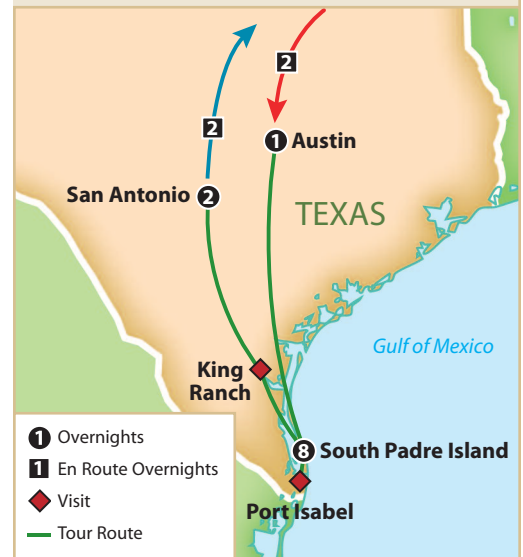 2
2
1 Austin
San Antonio 2
TEXAS
Gulf of Mexico
King
Ranch
8 South Padre Island
Port Isabel
1 Overnights
1 En Route Overnights
Visit
Tour Route